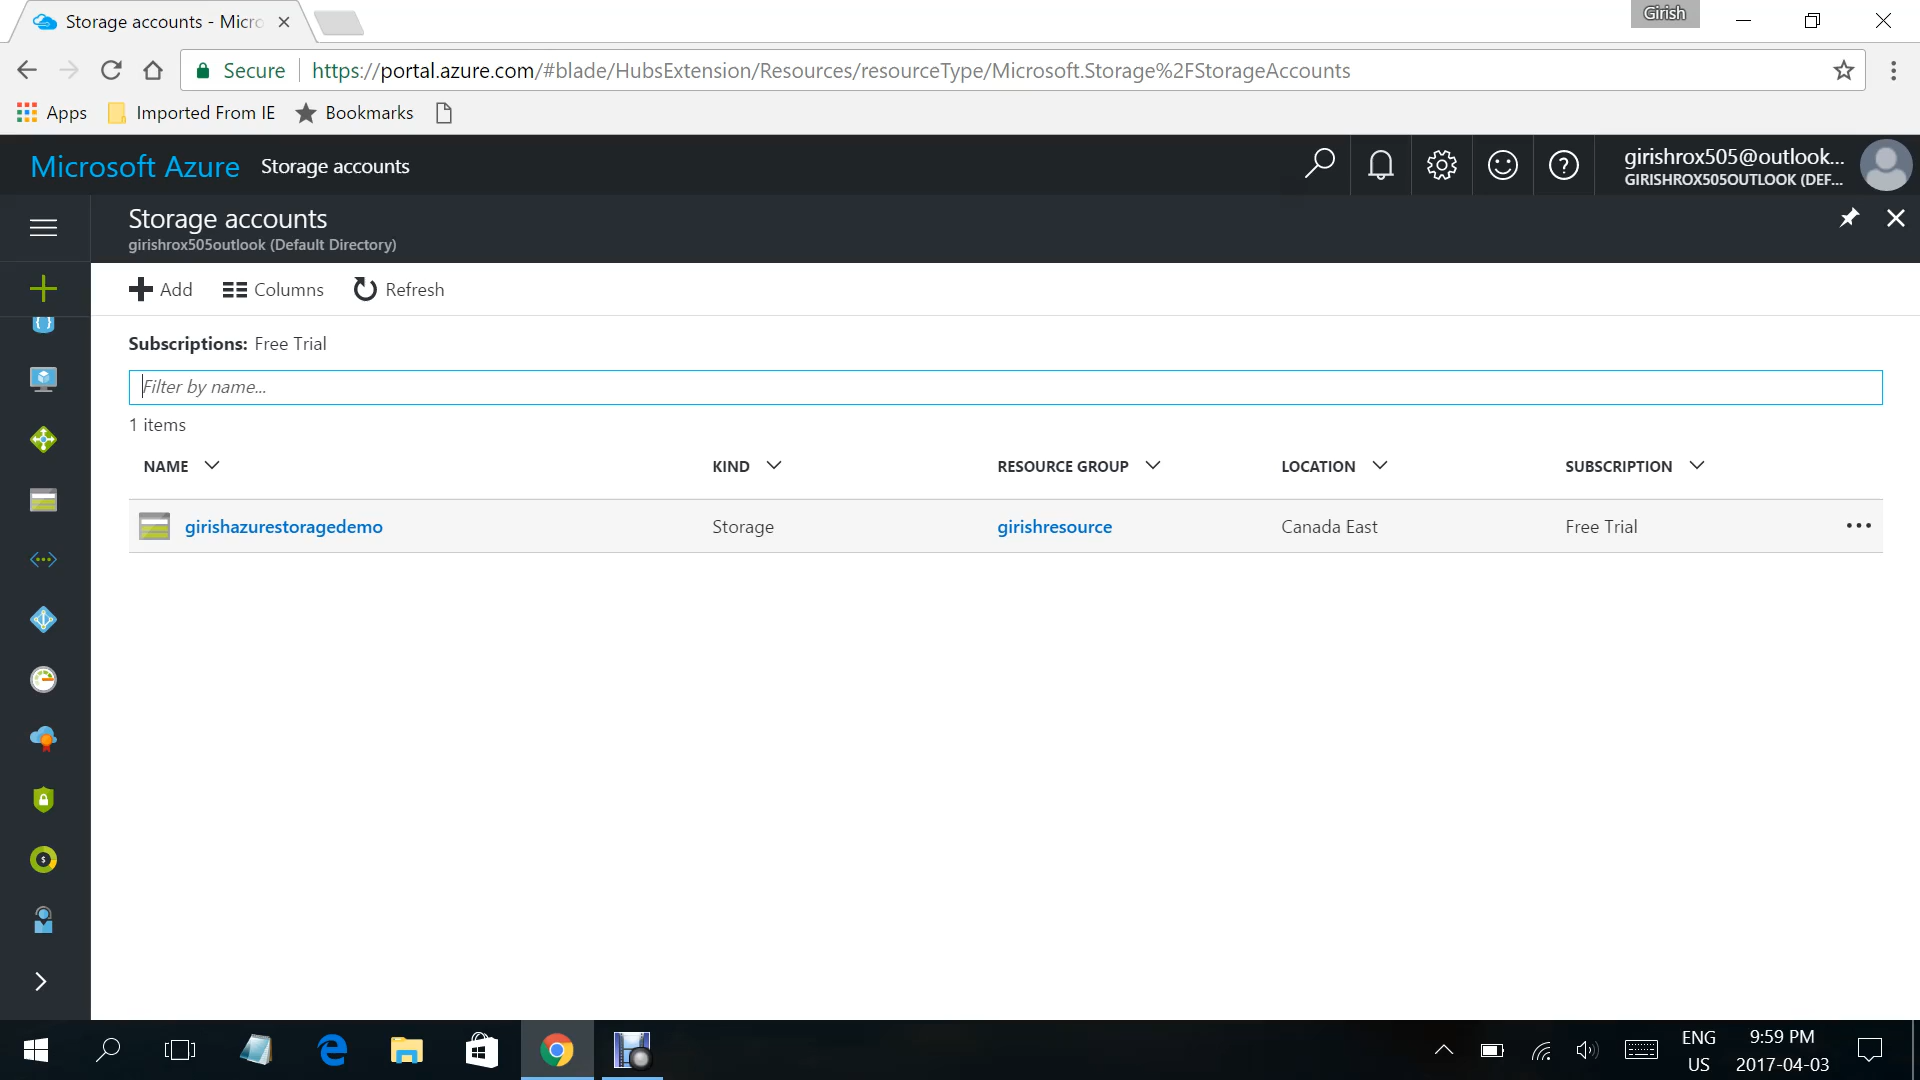 Storage accounts - Micro
Girish
Secure
https://portal.azure.com/#blade/HubsExtension/Resources/resourceType/Microsoft.Storage%2FStorageAccounts
Apps
Imported From IE
Bookmarks
Microsoft Azure
Storage accounts
girishrox505@outlook...
GIRISHROX505OUTLOOK (DEF...
Storage accounts
girishrox505outlook (Default Directory)
Add
Columns
Refresh
Subscriptions: Free Trial
Filter by name...
1 items
NAME
KIND
RESOURCE GROUP
LOCATION
SUBSCRIPTION
girishazurestoragedemo
Storage
girishresource
Canada East
Free Trial
ENG
US
9:59 PM
2017-04-03